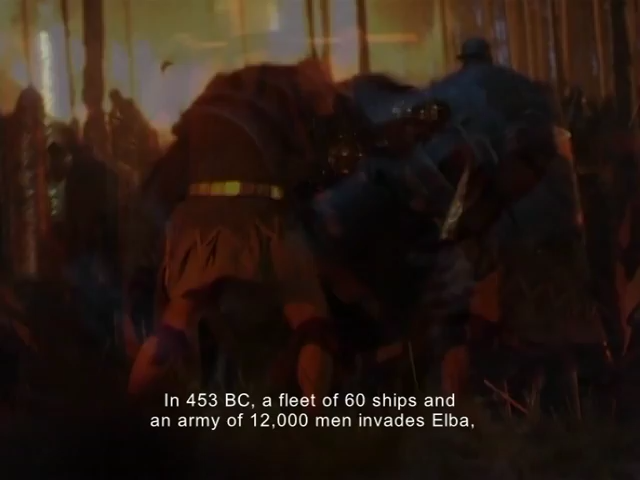 In 453 BC, a fleet of 60 ships and
an army of 12,000 men invades Elba,